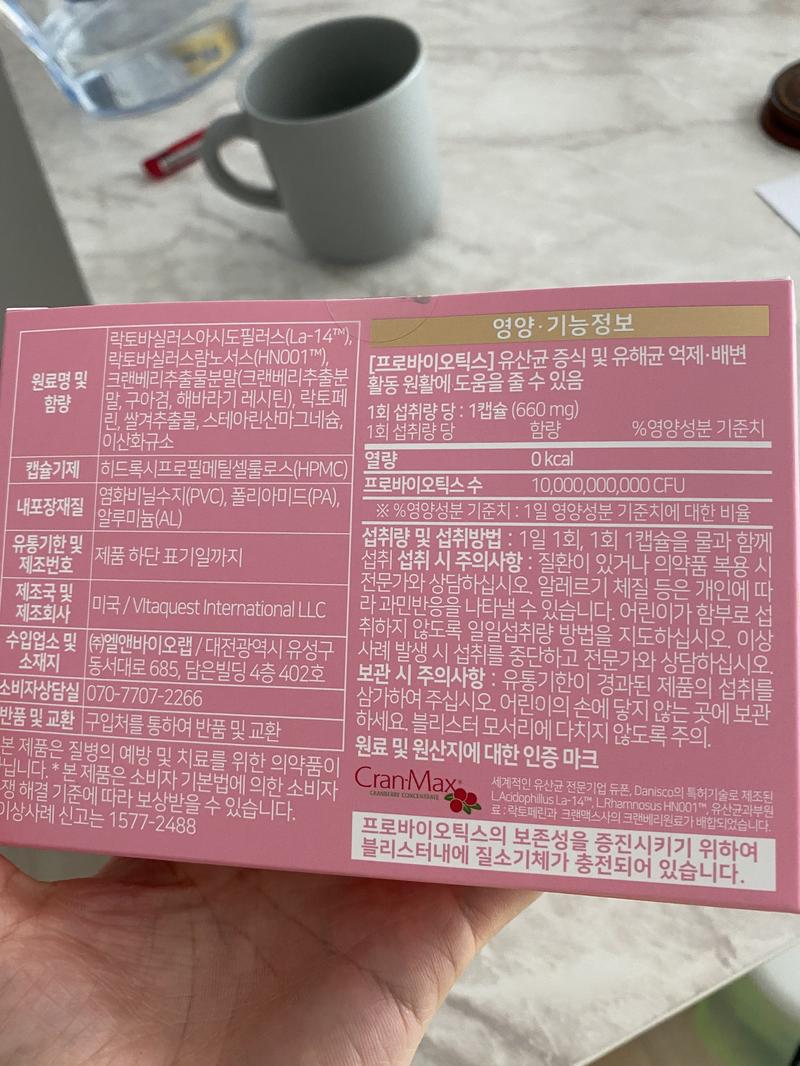 원료명 및
함량
락토바실러스아시도필러스(La-14™),
락토바실러스람노서스(HN001™),
크랜베리추출물분말(크랜베리추출분
말, 구아검, 해바라기 레시틴), 락토페
린, 쌀겨추출물, 스테아린산마그네슘,
이산화규소
캡슐기제
히드록시프로필메틸셀룰로스(HPMC)
내포장재질
염화비닐수지(PVC), 폴리아미드(PA),
알루미늄(AL)
유통기한 및
제조번호
제품 하단 표기일까지
제조국 및
제조회사
미국 / VItaquest International LLC
수입업소 및
소재지
㈜엘앤바이오랩 / 대전광역시 유성구
동서대로 685, 담은빌딩 4층 402호
소비자상담실
070-7707-2266
반품 및 교환
구입처를 통하여 반품 및 교환
본 제품은 질병의 예방 및 치료를 위한 의약품이
닙니다. * 본 제품은 소비자 기본법에 의한 소비자
쟁 해결 기준에 따라 보상받을 수 있습니다.
이상사례 신고는 1577-2488
영양·기능정보
[프로바이오틱스] 유산균 증식 및 유해균 억제·배변
활동 원활에 도움을 줄 수 있음
1회 섭취량 당 : 1캡슐 (660 mg)
1회 섭취량 당 함량 %영양성분 기준치
열량 0 kcal
프로바이오틱스 수 10,000,000,000 CFU
※ %영양성분 기준치 : 1일 영양성분 기준치에 대한 비율
섭취량 및 섭취방법 : 1일 1회, 1회 1캡슐을 물과 함께
섭취 섭취 시 주의사항 : 질환이 있거나 의약품 복용 시
전문가와 상담하십시오. 알레르기 체질 등은 개인에 따
라 과민반응을 나타낼 수 있습니다. 어린이가 함부로 섭
취하지 않도록 일일섭취량 방법을 지도하십시오. 이상
사례 발생 시 섭취를 중단하고 전문가와 상담하십시오.
보관 시 주의사항 : 유통기한이 경과된 제품의 섭취를
삼가하여 주십시오. 어린이의 손에 닿지 않는 곳에 보관
하세요. 블리스터 모서리에 다치지 않도록 주의.
원료 및 원산지에 대한 인증 마크
Cran·Max®
CRANBERRY CONCENTRATE
세계적인 유산균 전문기업 듀폰, Danisco의 특허기술로 제조된
L.Acidophillus La-14™, L.Rhamnosus HN001™, 유산균과부원
료 : 락토페린과 크랜맥스사의 크랜베리원료가 배합되었습니다.
프로바이오틱스의 보존성을 증진시키기 위하여
블리스터내에 질소기체가 충전되어 있습니다.